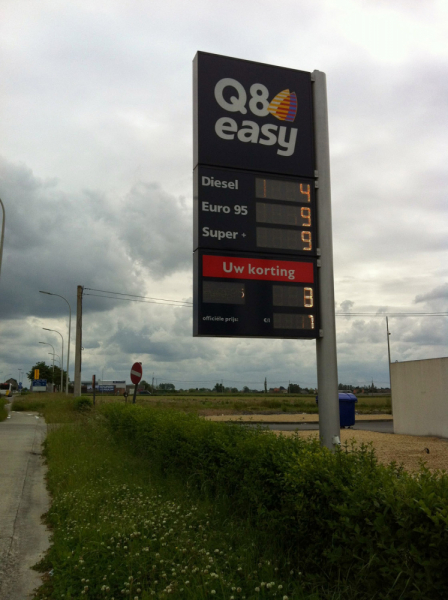 Q8
easy
Diesel 1 4
Euro 95 9
Super + 9
Uw korting
8
officiële prijs